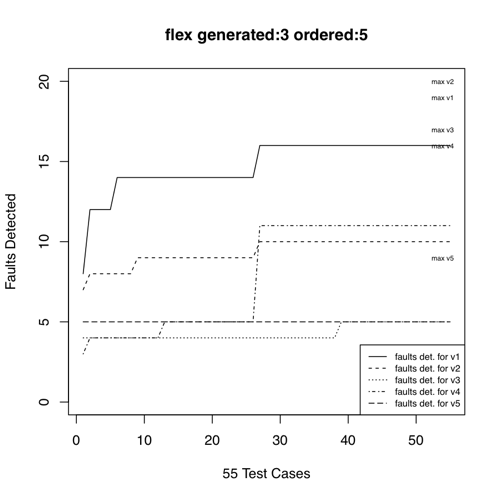 flex generated:3 ordered:5
Faults Detected
20
15
10
5
0
max v2
max v1
max v3
max v4
max v5
faults det. for v1
faults det. for v2
faults det. for v3
faults det. for v4
faults det. for v5
0 10 20 30 40 50
55 Test Cases